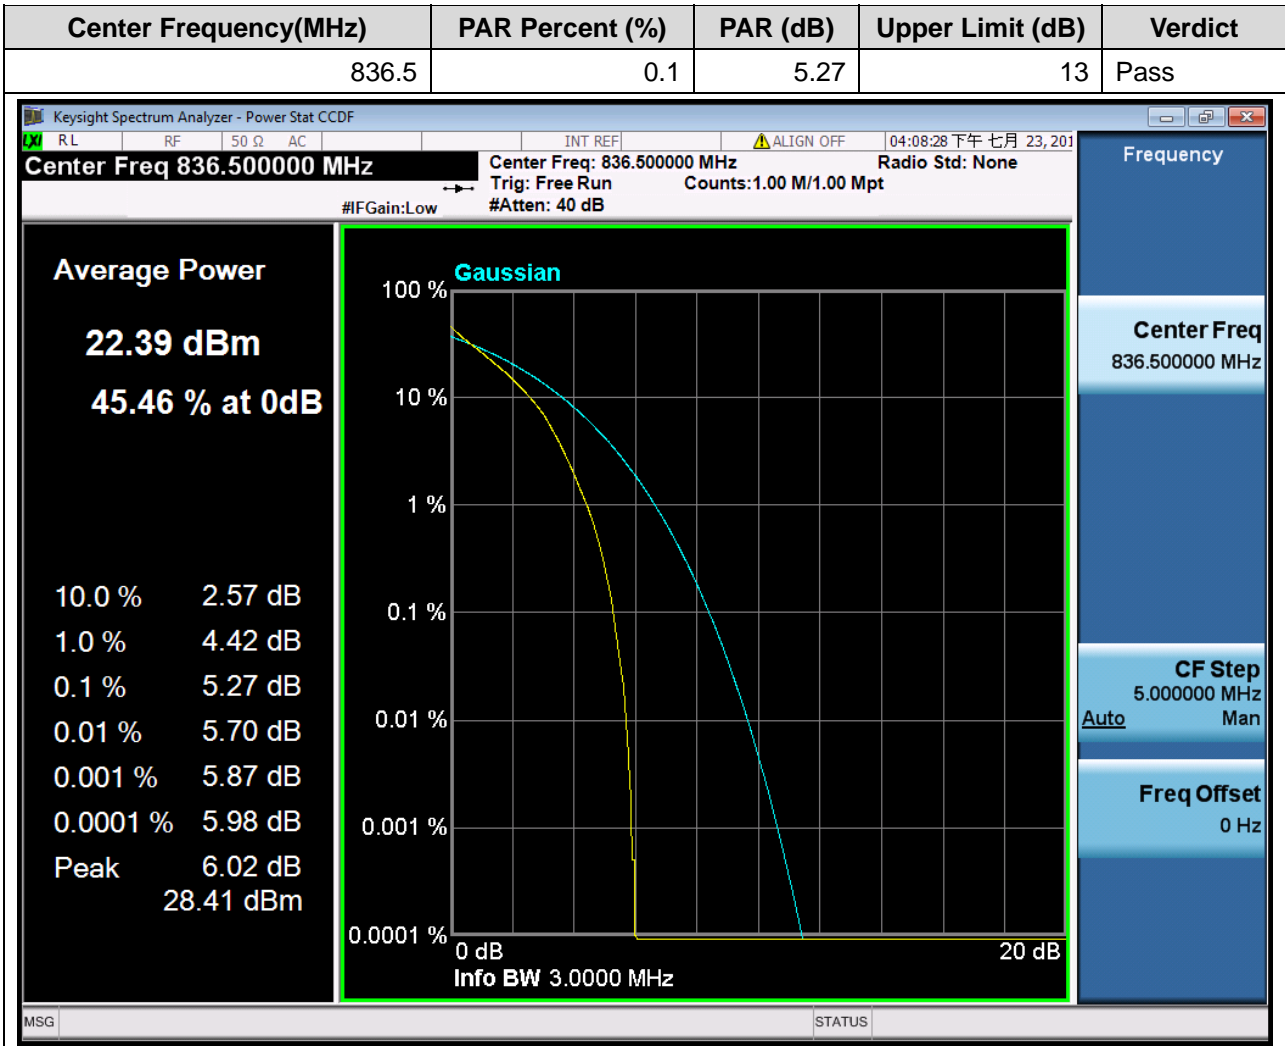 Center Frequency(MHz) PAR Percent (%) PAR (dB) Upper Limit (dB) Verdict
836.5 0.1 5.27 13 Pass
Keysight Spectrum Analyzer - Power Stat CCDF
LXI RL RF 50 Ω AC INT REF ALIGN OFF 04:08:28 下午 七月 23, 201
Center Freq 836.500000 MHz
Center Freq: 836.500000 MHz Radio Std: None
Trig: Free Run Counts:1.00 M/1.00 Mpt
#IFGain:Low #Atten: 40 dB
Frequency
Center Freq
836.500000 MHz
CF Step
5.000000 MHz
Auto Man
Freq Offset
0 Hz
Average Power
22.39 dBm
45.46 % at 0dB
10.0 % 2.57 dB
1.0 % 4.42 dB
0.1 % 5.27 dB
0.01 % 5.70 dB
0.001 % 5.87 dB
0.0001 % 5.98 dB
Peak 6.02 dB
28.41 dBm
Gaussian
100 %
10 %
1 %
0.1 %
0.01 %
0.001 %
0.0001 %
0 dB 20 dB
Info BW 3.0000 MHz
MSG STATUS